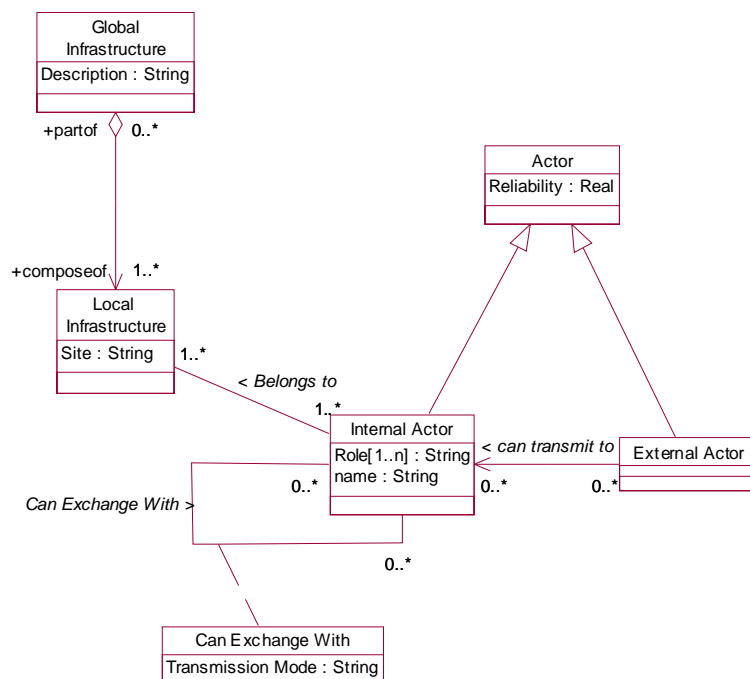 Global
Infrastructure
Description : String
+partof
0..*
+composeof
1..*
Local
Infrastructure
Site : String
1..*
< Belongs to
1..*
Actor
Reliability : Real
Internal Actor
Role[1..n] : String
name : String
< can transmit to
0..*
0..*
External Actor
0..*
Can Exchange With >
0..*
Can Exchange With
Transmission Mode : String